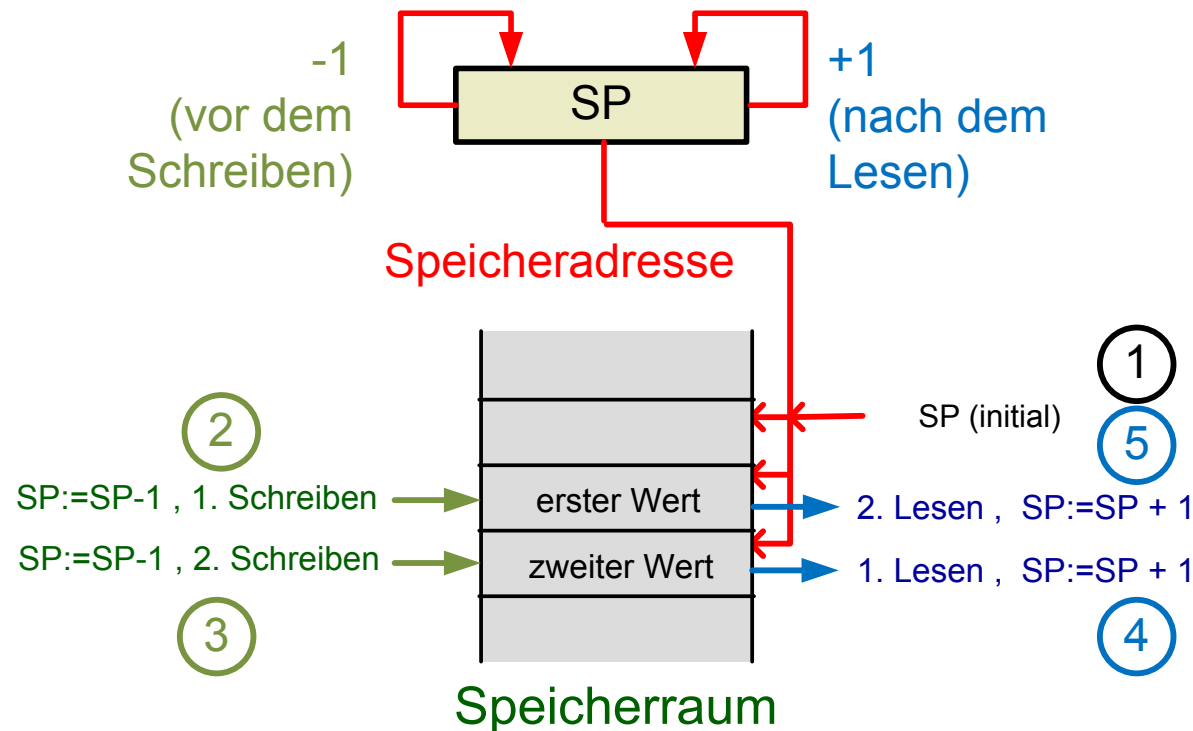 -1
(vor dem
Schreiben)
SP
+1
(nach dem
Lesen)
Speicheradresse
1
SP (initial)
2
5
SP:=SP-1 , 1. Schreiben
erster Wert
2. Lesen , SP:=SP + 1
SP:=SP-1 , 2. Schreiben
zweiter Wert
1. Lesen , SP:=SP + 1
3
4
Speicherraum